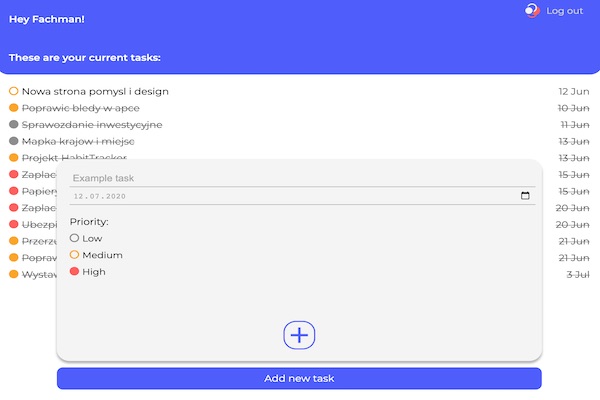 Log out
Hey Fachman!
These are your current tasks:
Nowa strona pomysl i design 12 Jun
Poprawic bledy w apce 10 Jun
Sprawozdanie inwestycyjne 11 Jun
Mapka krajow i miejsc 13 Jun
Projekt HabitTracker 13 Jun
Zaplac 15 Jun
Papiery 15 Jun
Zaplac 20 Jun
Ubezpi 20 Jun
Przerzu 21 Jun
Popraw 21 Jun
Wystaw 3 Jul
Example task
12.07.2020
Priority:
Low
Medium
High
Add new task